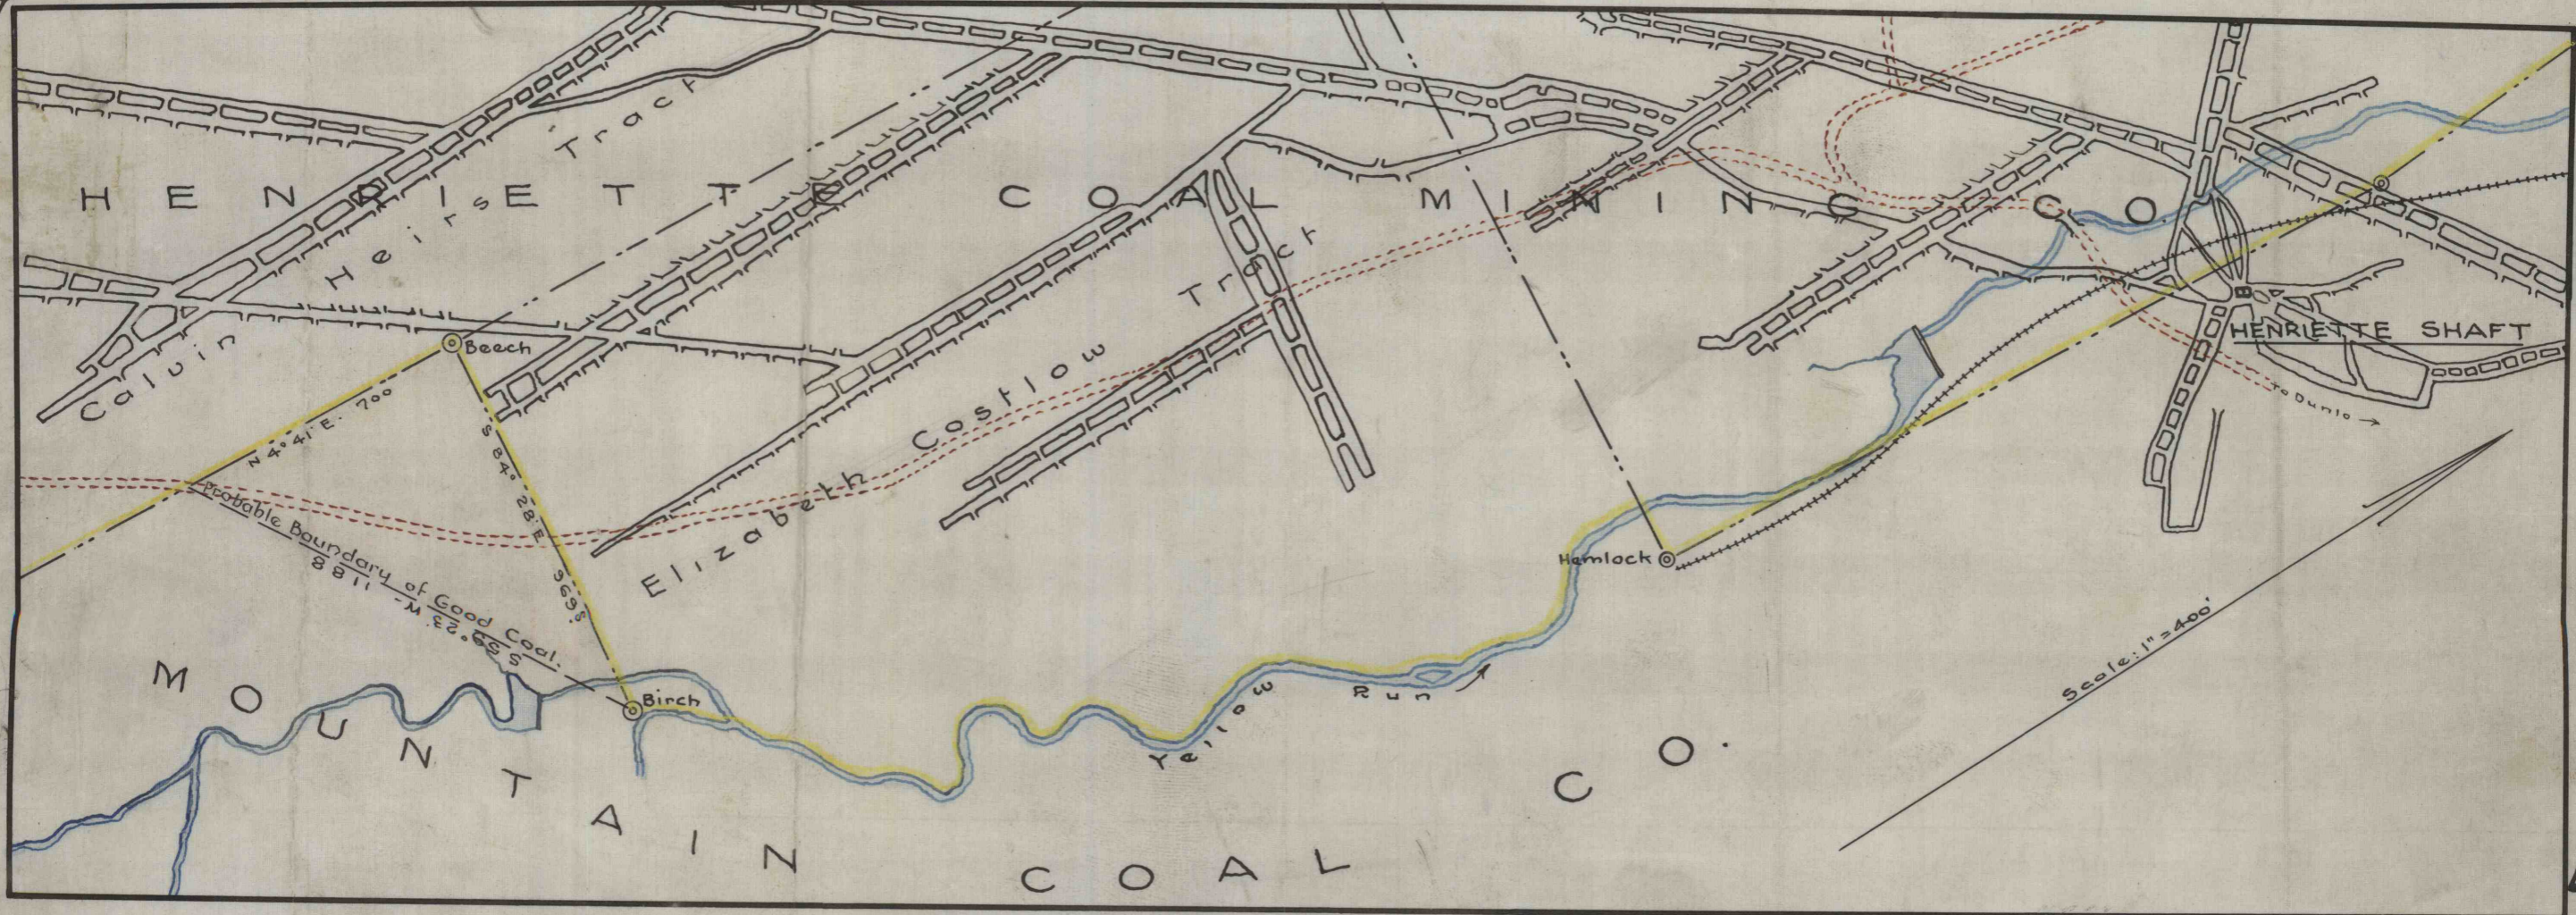 HENRIETTE COAL MINING CO
Calvin Heirs Tract
Beech
N 4° 41' E. 700
S 84° 28' E. 969.8.
Probable Boundary of Good Coal.
S 59° 23' W- 1188
Birch
Elizabeth Costlow Tract
Hemlock
Yellow Run
HENRIETTE SHAFT
To Dunlo →
Scale: 1" = 400'
MOUNTAIN COAL CO.